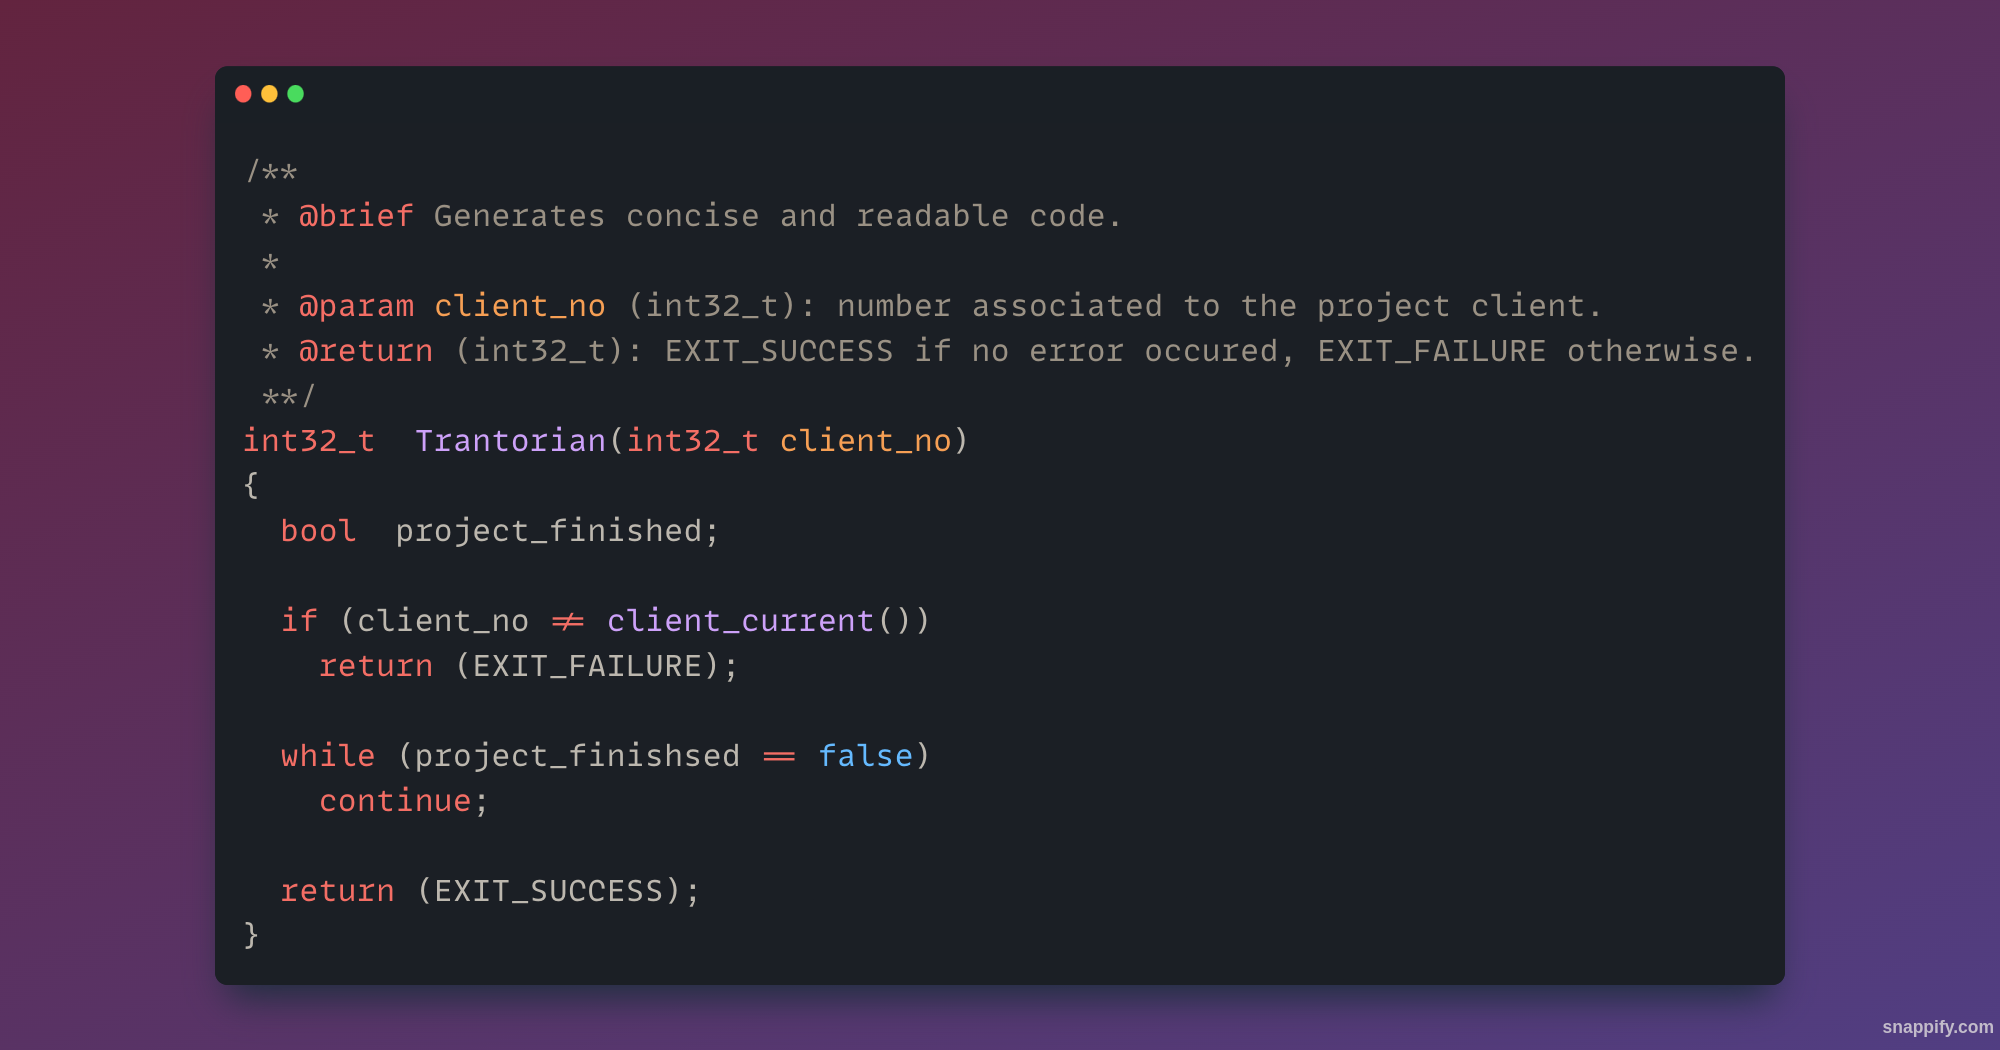 /**
 * @brief Generates concise and readable code.
 *
 * @param client_no (int32_t): number associated to the project client.
 * @return (int32_t): EXIT_SUCCESS if no error occured, EXIT_FAILURE otherwise.
 **/
int32_t  Trantorian(int32_t client_no)
{
  bool  project_finished;

  if (client_no != client_current())
    return (EXIT_FAILURE);

  while (project_finishsed == false)
    continue;

  return (EXIT_SUCCESS);
}
snappify.com